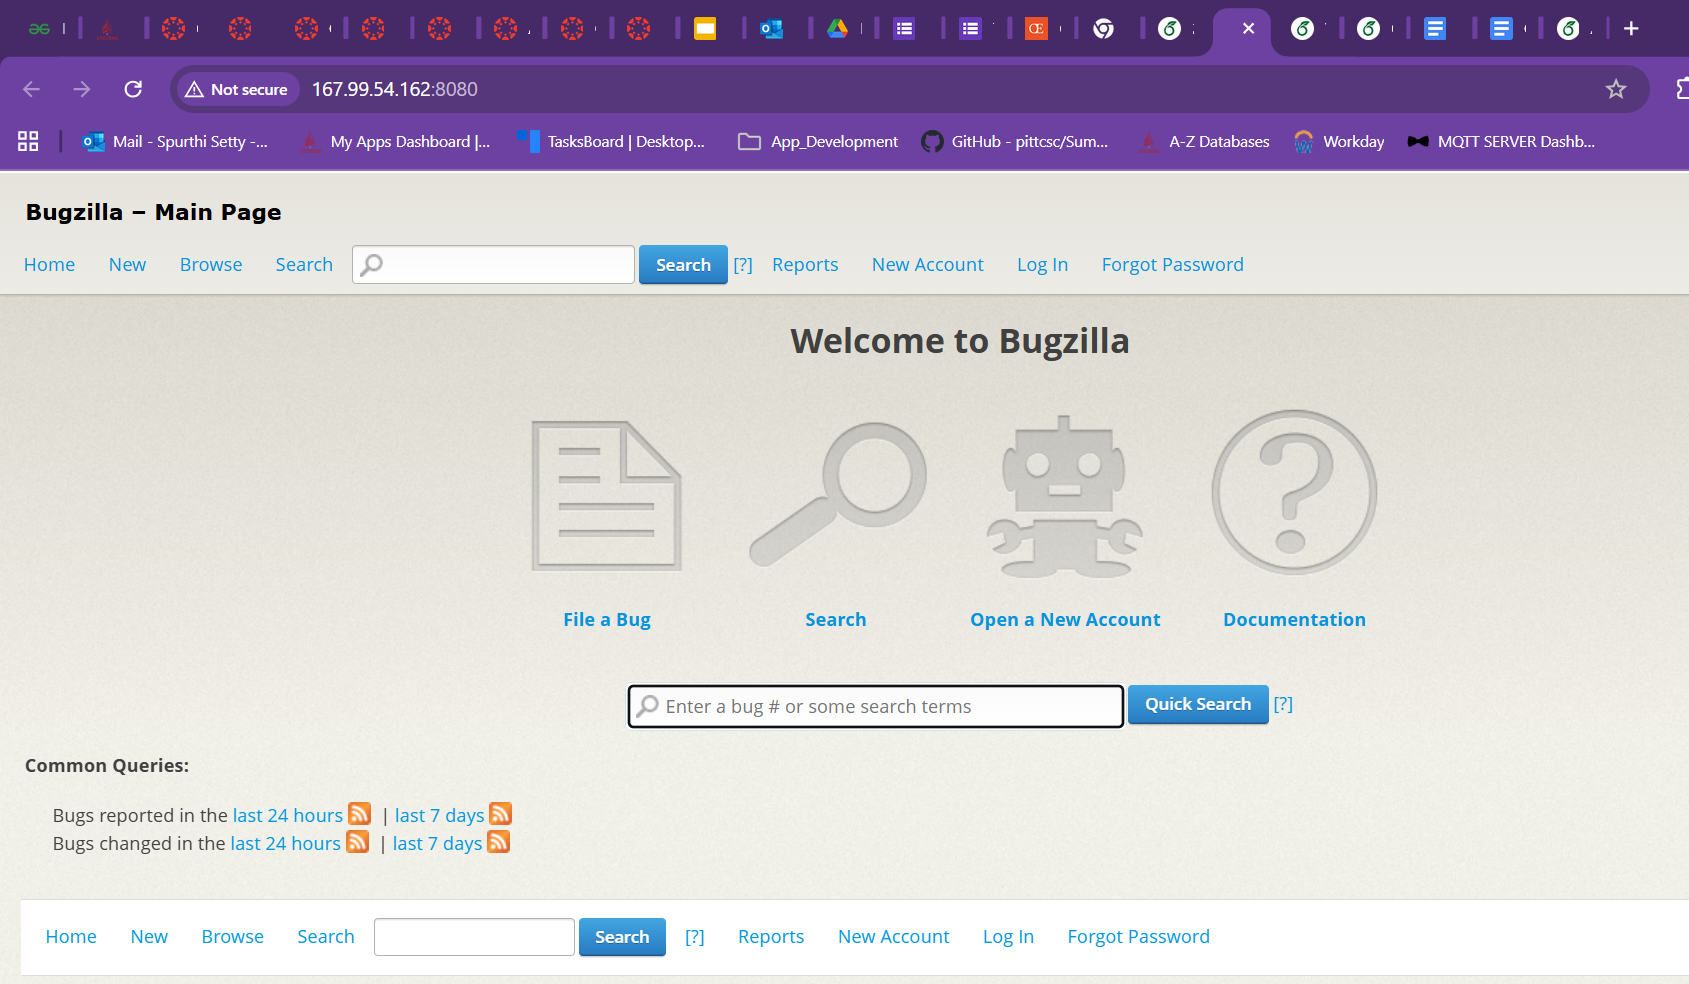 Not secure 167.99.54.162:8080
Mail - Spurthi Setty -... My Apps Dashboard |... TasksBoard | Desktop... App_Development GitHub - pittcsc/Sum... A-Z Databases Workday MQTT SERVER Dashb...
Bugzilla – Main Page
Home New Browse Search Search [?] Reports New Account Log In Forgot Password
Welcome to Bugzilla
File a Bug Search Open a New Account Documentation
Enter a bug # or some search terms Quick Search [?]
Common Queries:
Bugs reported in the last 24 hours | last 7 days
Bugs changed in the last 24 hours | last 7 days
Home New Browse Search Search [?] Reports New Account Log In Forgot Password